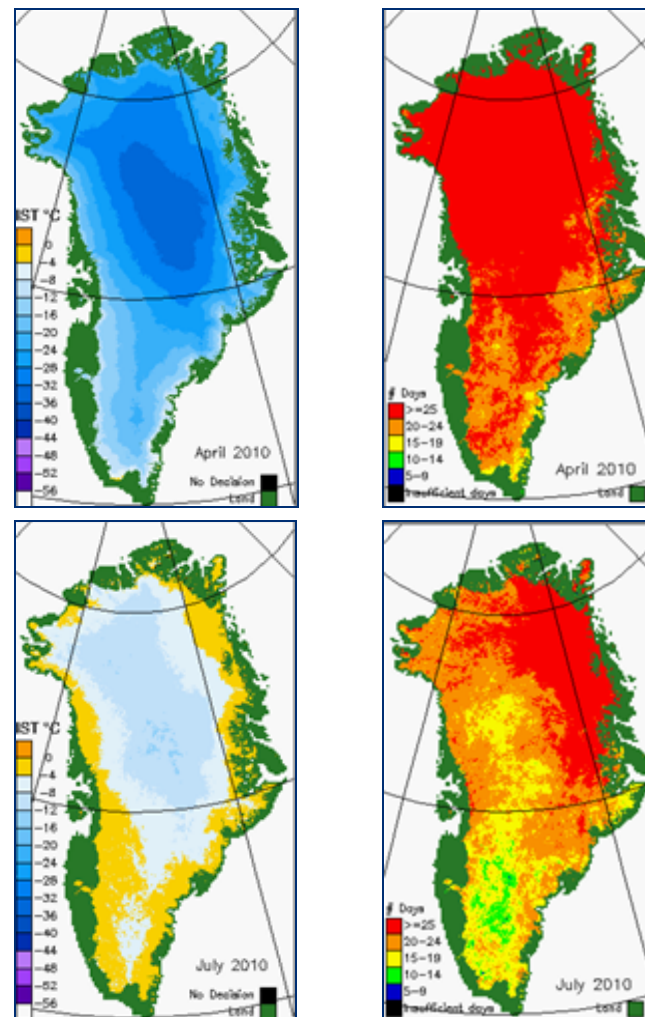 IST °C
0
-4
-8
-12
-16
-20
-24
-28
-32
-36
-40
-44
-48
-52
-56
April 2010
No Decision
Land
# Days
>=25
20-24
15-19
10-14
5-9
Insufficient days
April 2010
Land
IST °C
0
-4
-8
-12
-16
-20
-24
-28
-32
-36
-40
-44
-48
-52
-56
July 2010
No Decision
Land
# Days
>=25
20-24
15-19
10-14
5-9
Insufficient days
July 2010
Land